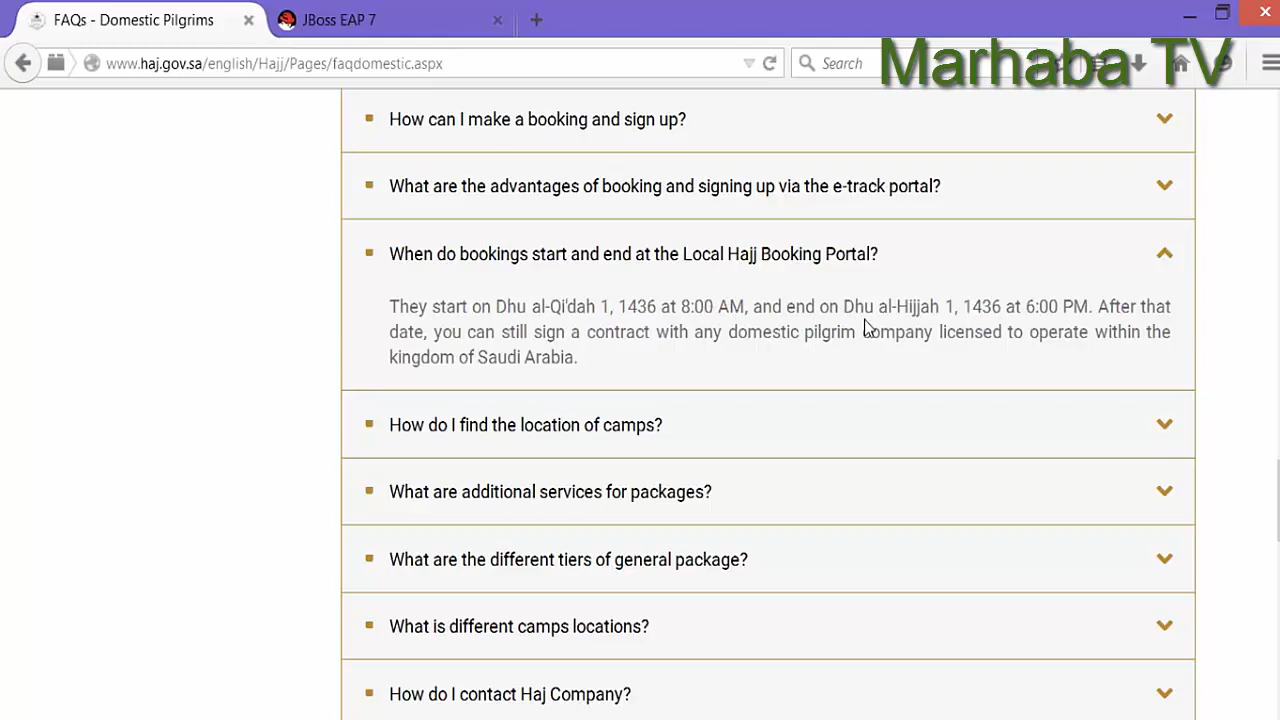 FAQs - Domestic Pilgrims
JBoss EAP 7
www.haj.gov.sa/english/Hajj/Pages/faqdomestic.aspx
Search
Marhaba TV
How can I make a booking and sign up?
What are the advantages of booking and signing up via the e-track portal?
When do bookings start and end at the Local Hajj Booking Portal?
They start on Dhu al-Qi'dah 1, 1436 at 8:00 AM, and end on Dhu al-Hijjah 1, 1436 at 6:00 PM. After that
date, you can still sign a contract with any domestic pilgrim company licensed to operate within the
kingdom of Saudi Arabia.
How do I find the location of camps?
What are additional services for packages?
What are the different tiers of general package?
What is different camps locations?
How do I contact Haj Company?